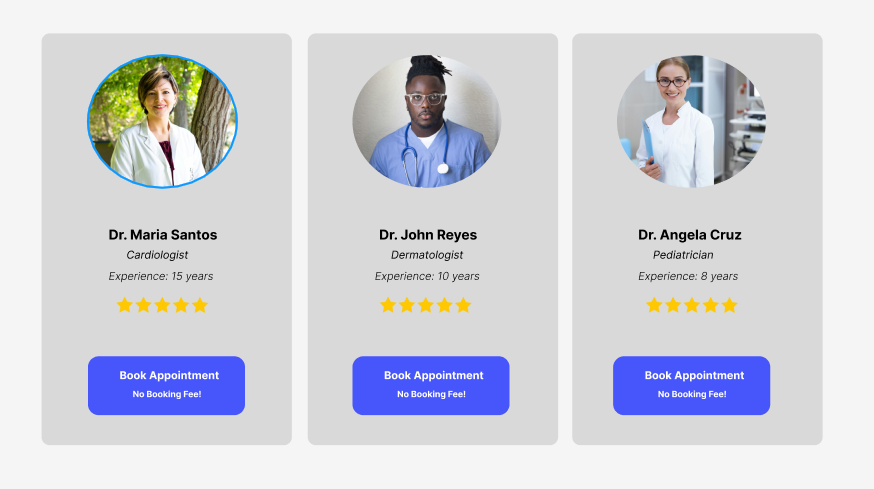 Dr. Maria Santos
Cardiologist
Experience: 15 years
Book Appointment
No Booking Fee!
Dr. John Reyes
Dermatologist
Experience: 10 years
Book Appointment
No Booking Fee!
Dr. Angela Cruz
Pediatrician
Experience: 8 years
Book Appointment
No Booking Fee!